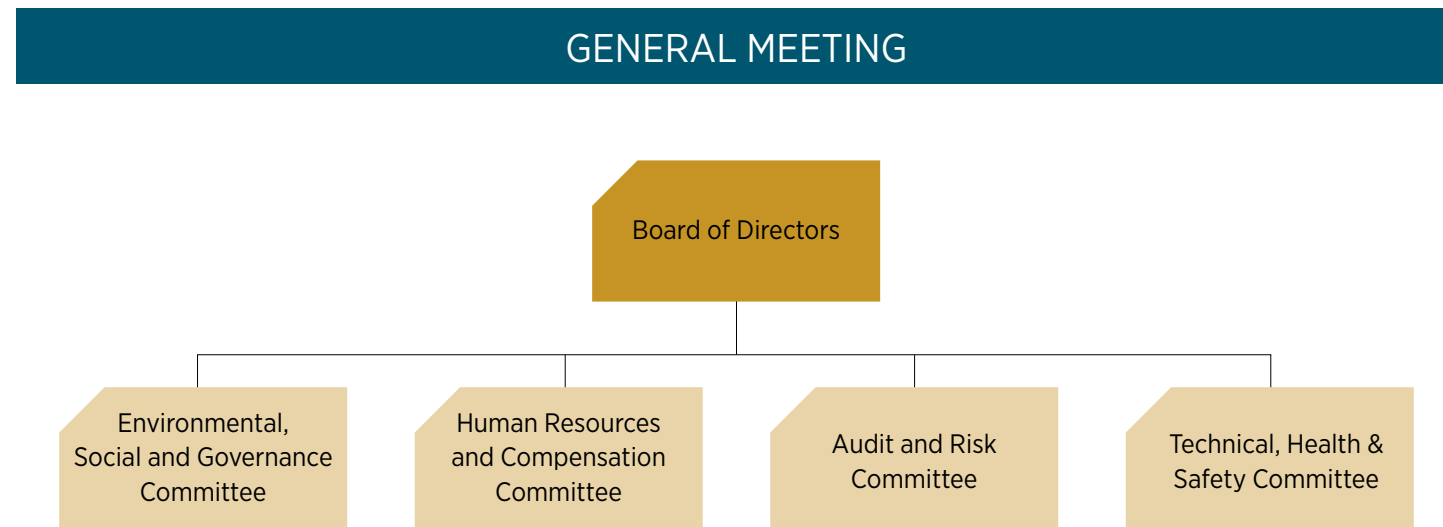 GENERAL MEETING
Board of Directors
Environmental,
Social and Governance
Committee
Human Resources
and Compensation
Committee
Audit and Risk
Committee
Technical, Health &
Safety Committee